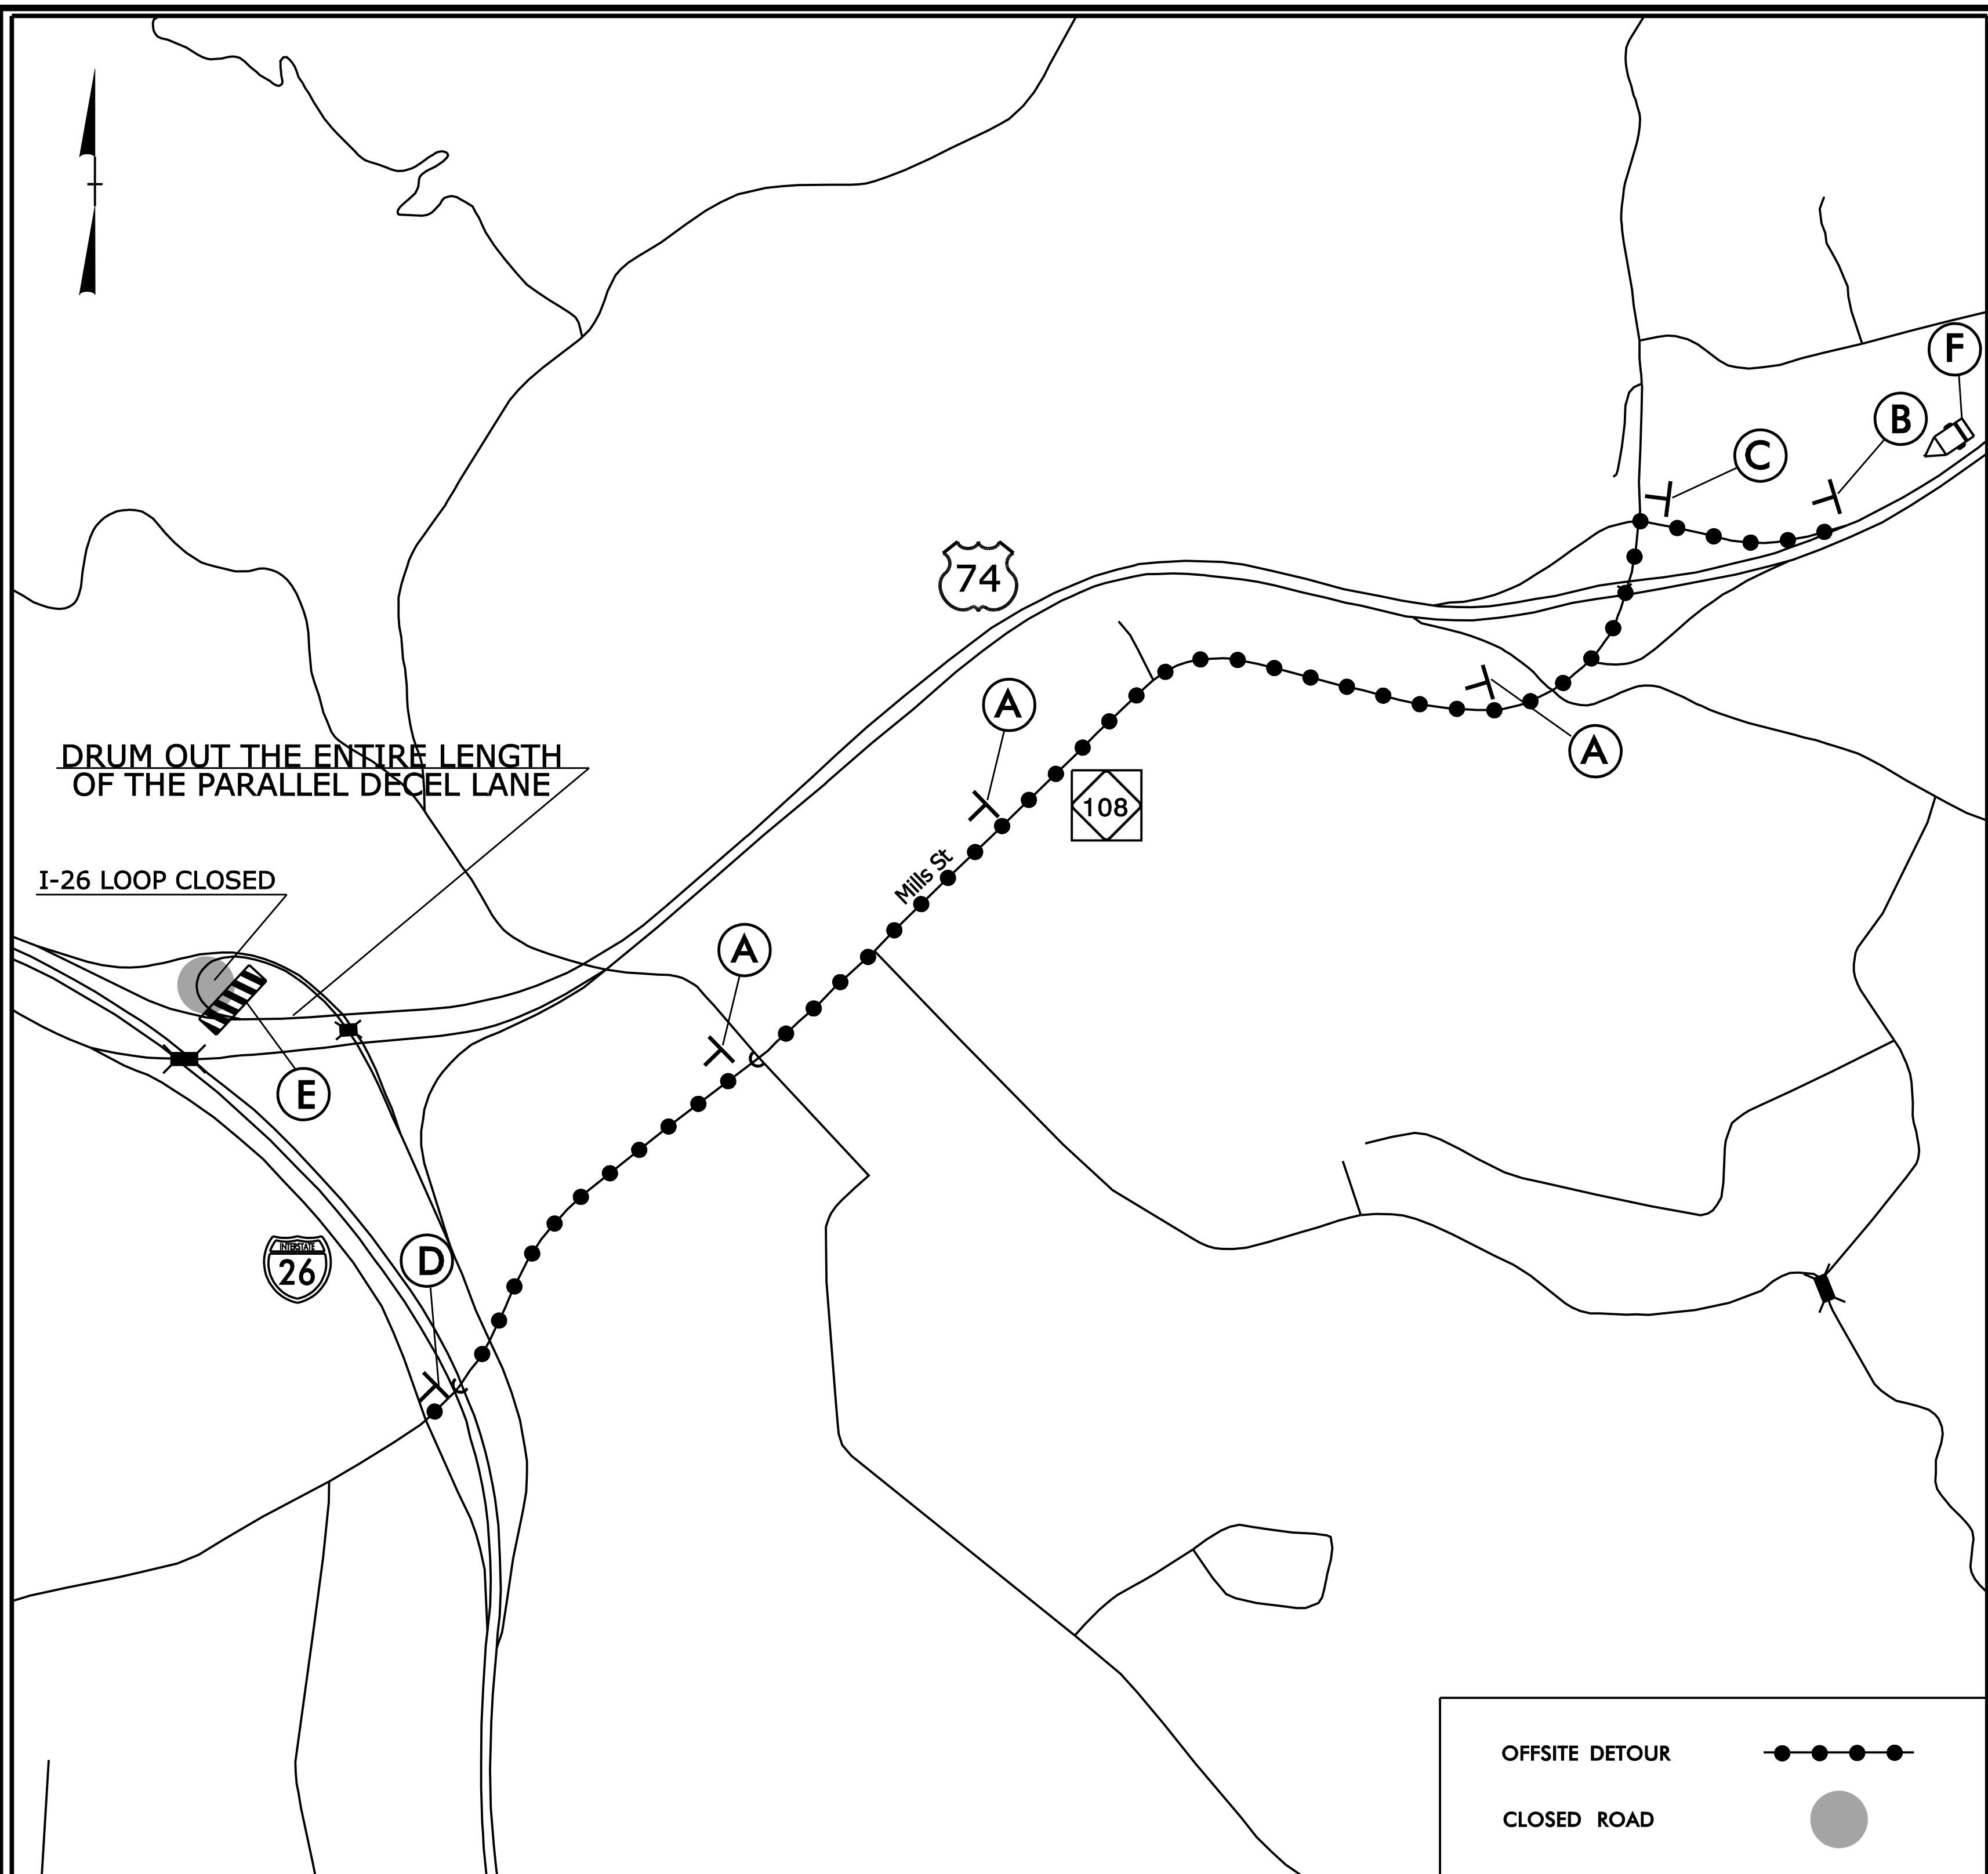 F
B
C
74
A
A
DRUM OUT THE ENTIRE LENGTH
OF THE PARALLEL DECEL LANE
108
Mills St
I-26 LOOP CLOSED
A
E
D
INTERSTATE
26
OFFSITE DETOUR
CLOSED ROAD